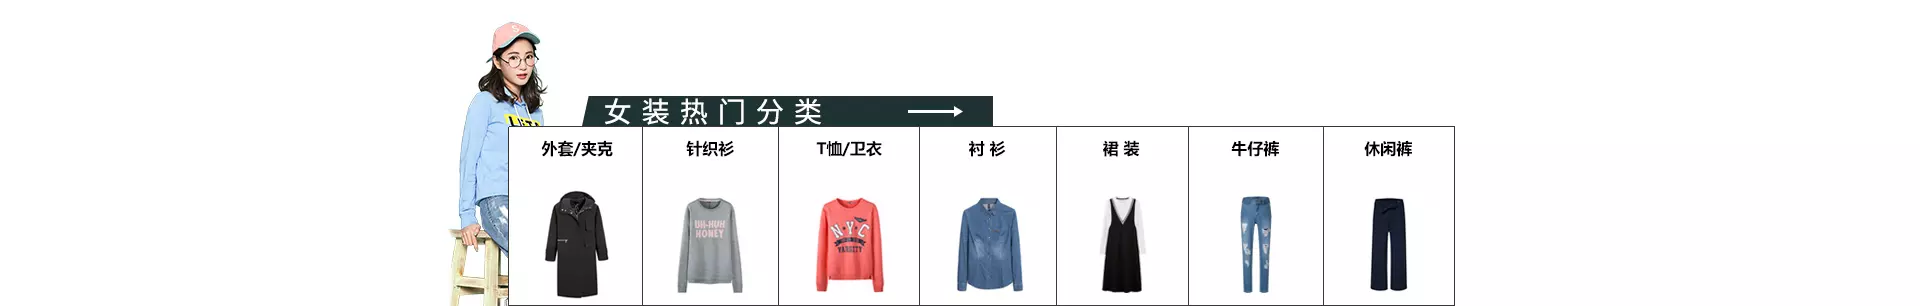 女装热门分类
外套/夹克
针织衫
T恤/卫衣
衬 衫
裙 装
牛仔裤
休闲裤
UH-HUH
HONEY
N·Y·C
VARSITY